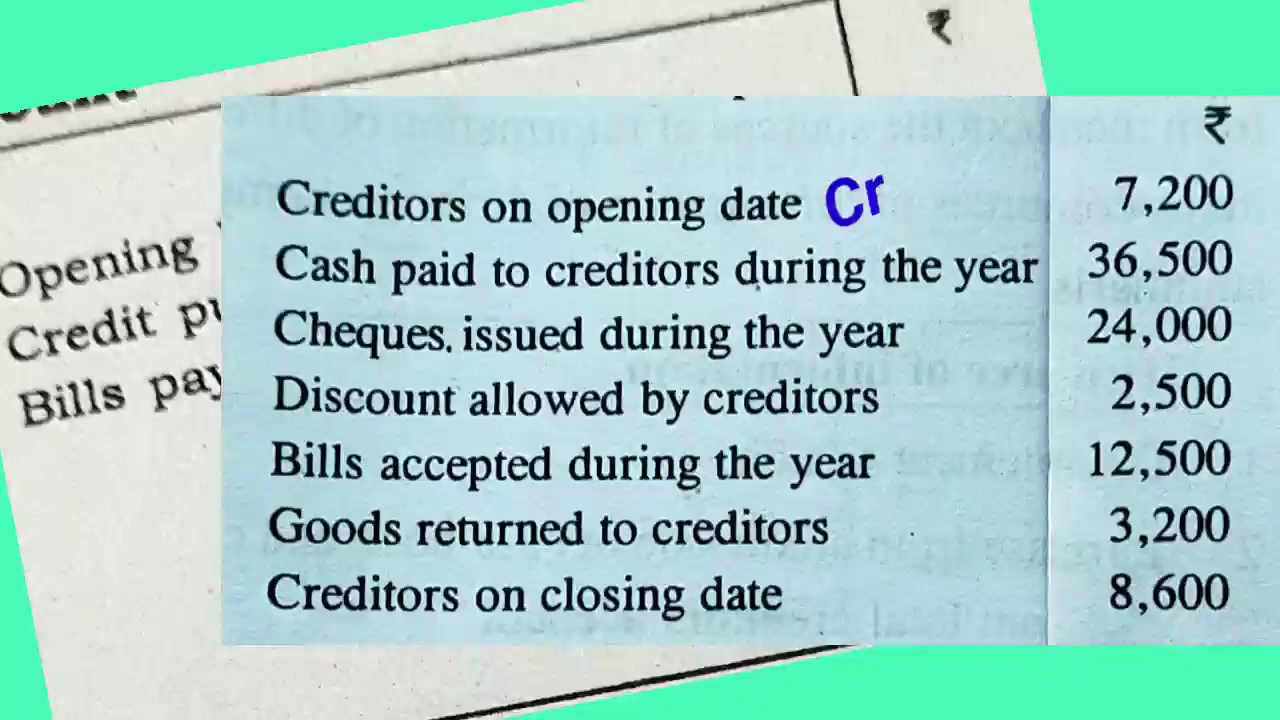 ₹
₹
Creditors on opening date Cr 7,200
Cash paid to creditors during the year 36,500
Cheques. issued during the year 24,000
Discount allowed by creditors 2,500
Bills accepted during the year 12,500
Goods returned to creditors 3,200
Creditors on closing date 8,600
Opening
Credit
Bills